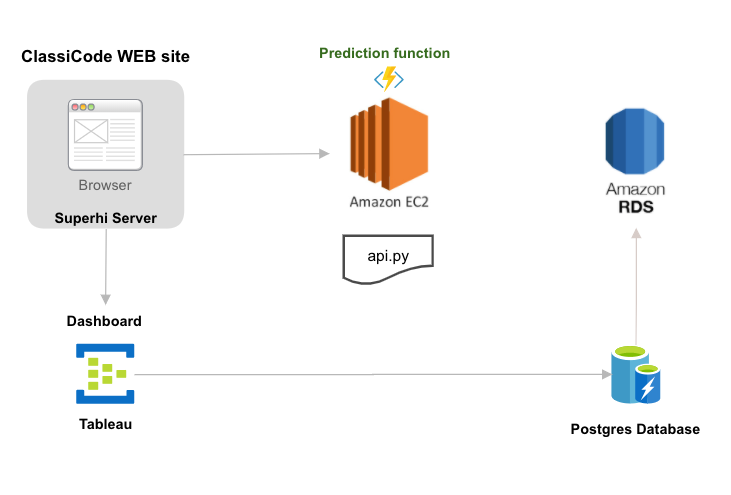 ClassiCode WEB site
Prediction function
Browser
Superhi Server
Amazon EC2
api.py
Amazon
RDS
Dashboard
Tableau
Postgres Database